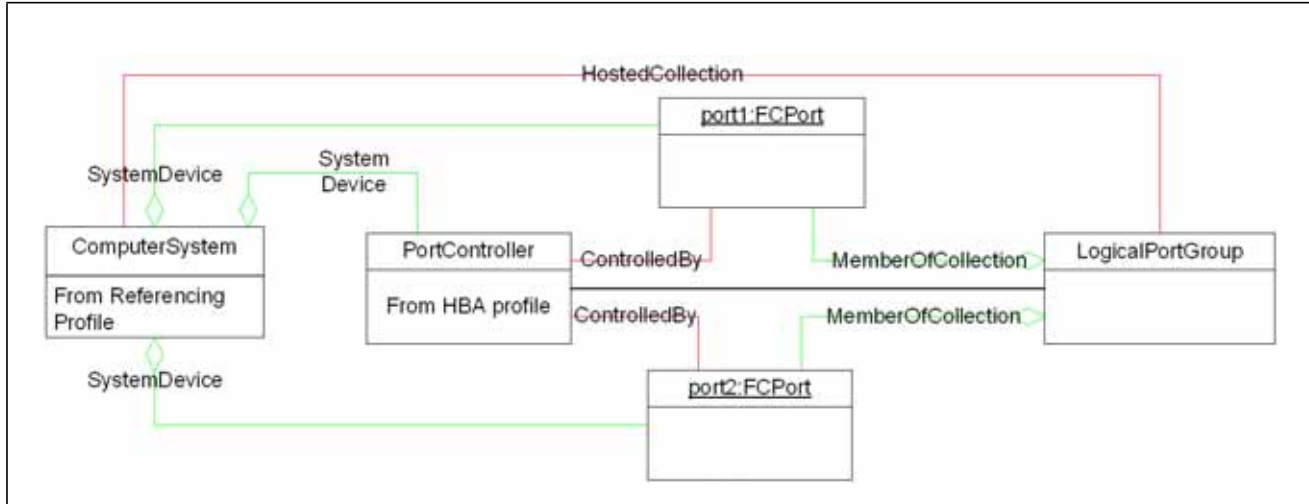 HostedCollection
port1:FCPort
SystemDevice
System
Device
ComputerSystem
From Referencing
Profile
PortController
From HBA profile
ControlledBy
MemberOfCollection
LogicalPortGroup
ControlledBy
MemberOfCollection
SystemDevice
port2:FCPort